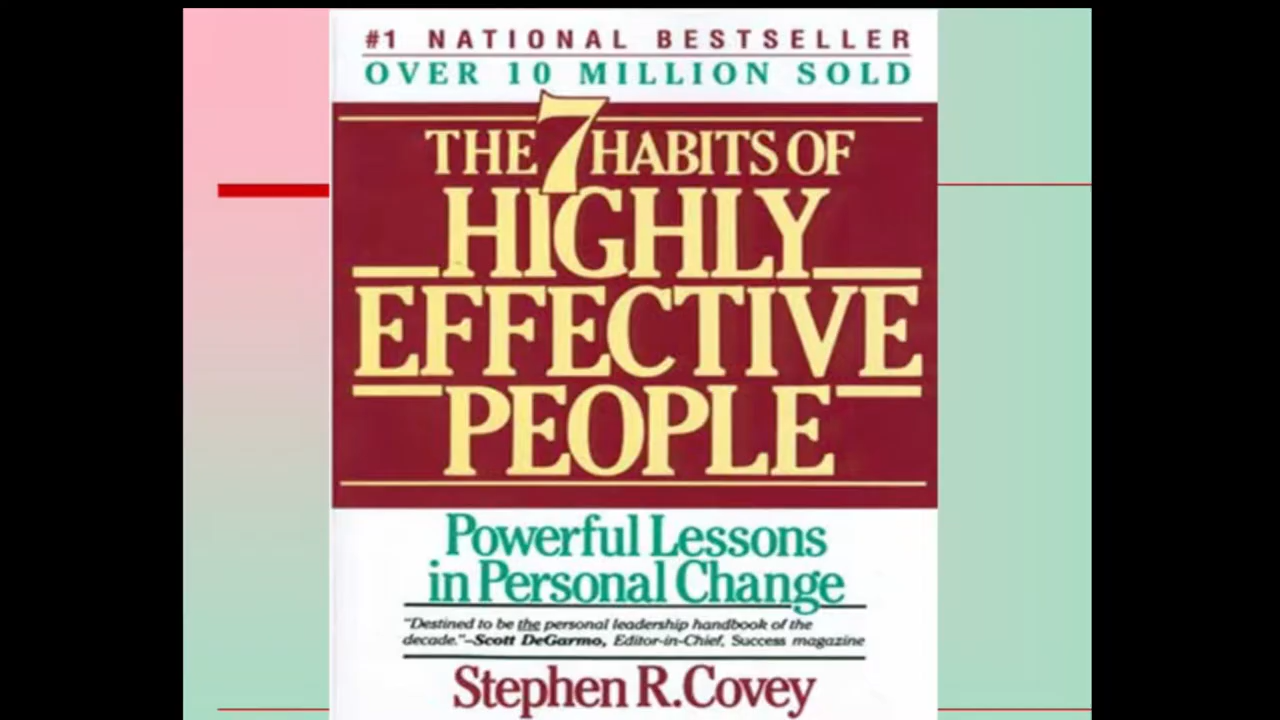 #1 NATIONAL BESTSELLER
OVER 10 MILLION SOLD
THE 7 HABITS OF
HIGHLY
EFFECTIVE
PEOPLE
Powerful Lessons
in Personal Change
"Destined to be the personal leadership handbook of the
decade."–Scott DeGarmo, Editor-in-Chief, Success magazine
Stephen R. Covey